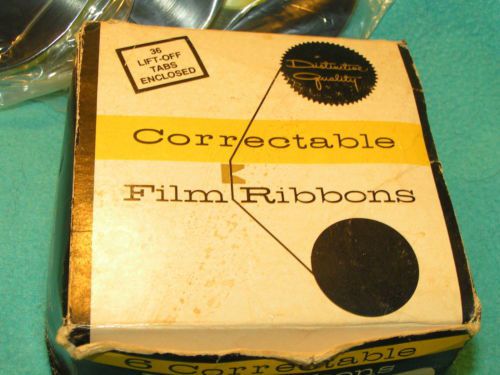 36
LIFT-OFF
TABS
ENCLOSED
Distinctive
Quality
Correctable
Film Ribbons
6 Correctable